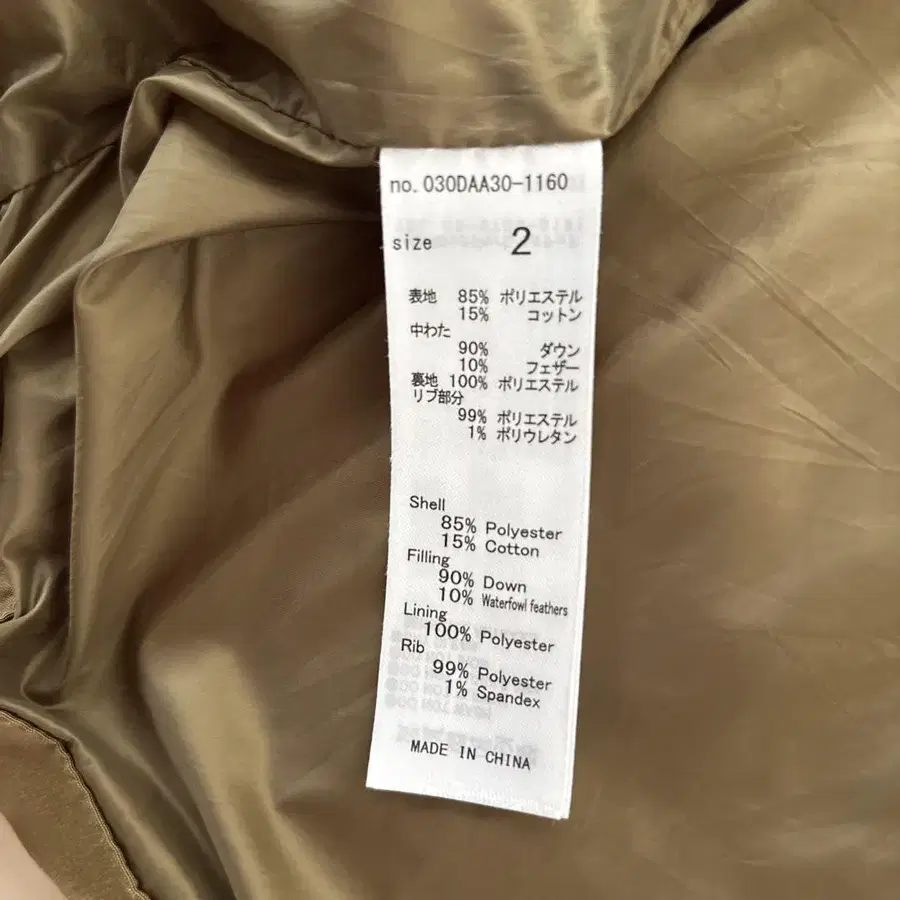 no. 030DAA30-1160
size 2
表地 85% ポリエステル
15% コットン
中わた
90% ダウン
10% フェザー
裏地 100% ポリエステル
リブ部分
99% ポリエステル
1% ポリウレタン
Shell
85% Polyester
15% Cotton
Filling
90% Down
10% Waterfowl feathers
Lining
100% Polyester
Rib
99% Polyester
1% Spandex
MADE IN CHINA